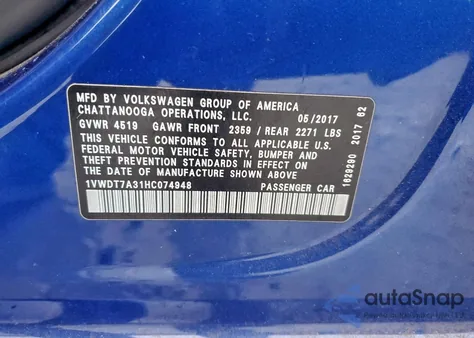 MFD BY VOLKSWAGEN GROUP OF AMERICA
CHATTANOOGA OPERATIONS, LLC. 05/2017
GVWR 4519 GAWR FRONT 2359 / REAR 2271 LBS
THIS VEHICLE CONFORMS TO ALL APPLICABLE U.S.
FEDERAL MOTOR VEHICLE SAFETY, BUMPER AND
THEFT PREVENTION STANDARDS IN EFFECT ON
THE DATE OF MANUFACTURE SHOWN ABOVE
1VWDT7A31HC074948 PASSENGER CAR
1629290 2017 62
autoSnap